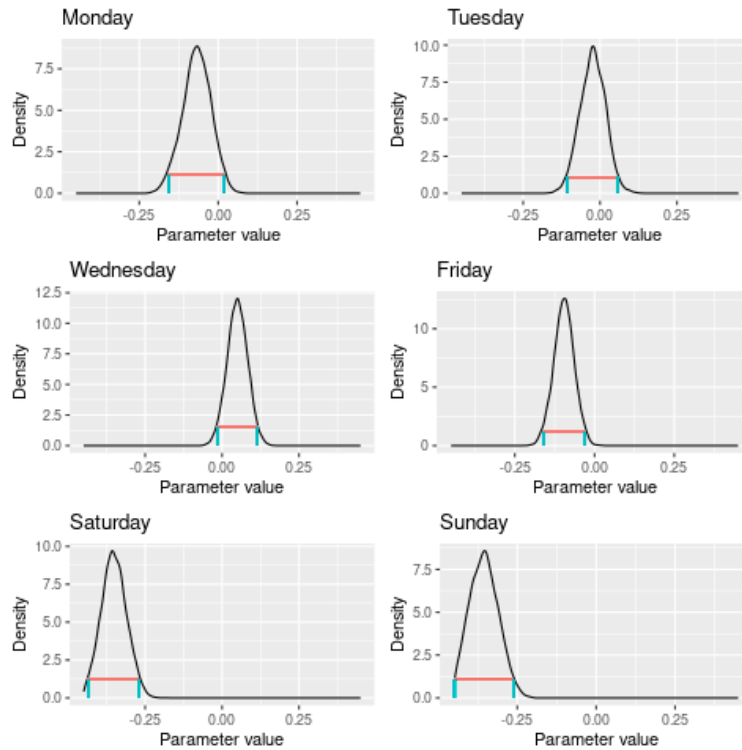 Monday
Density
7.5
5.0
2.5
0.0
-0.25 0.00 0.25
Parameter value
Tuesday
Density
10.0
7.5
5.0
2.5
0.0
-0.25 0.00 0.25
Parameter value
Wednesday
Density
12.5
10.0
7.5
5.0
2.5
0.0
-0.25 0.00 0.25
Parameter value
Friday
Density
10
5
0
-0.25 0.00 0.25
Parameter value
Saturday
Density
10.0
7.5
5.0
2.5
0.0
-0.25 0.00 0.25
Parameter value
Sunday
Density
7.5
5.0
2.5
0.0
-0.25 0.00 0.25
Parameter value